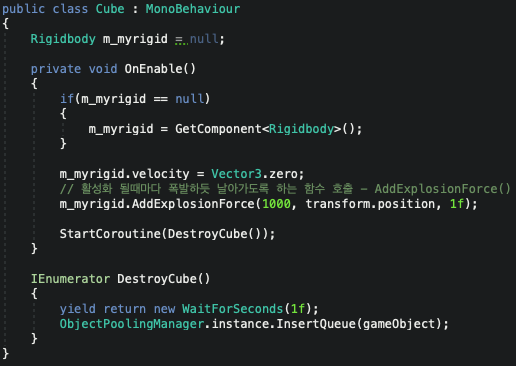 public class Cube : MonoBehaviour
{
    Rigidbody m_myrigid = null;

    private void OnEnable()
    {
        if(m_myrigid == null)
        {
            m_myrigid = GetComponent<Rigidbody>();
        }

        m_myrigid.velocity = Vector3.zero;
        // 활성화 될때마다 폭발하듯 날아가도록 하는 함수 호출 - AddExplosionForce()
        m_myrigid.AddExplosionForce(1000, transform.position, 1f);

        StartCoroutine(DestroyCube());
    }

    IEnumerator DestroyCube()
    {
        yield return new WaitForSeconds(1f);
        ObjectPoolingManager.instance.InsertQueue(gameObject);
    }
}